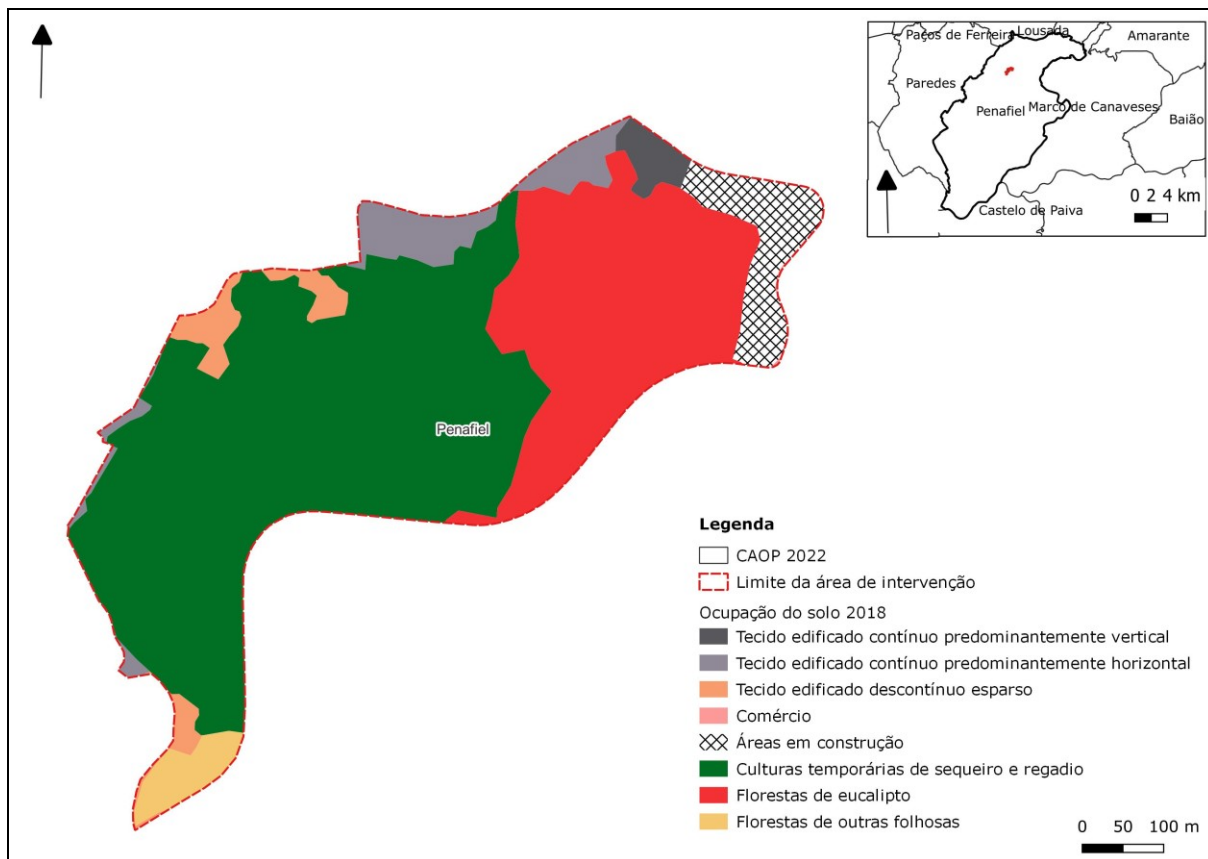 Paços de Ferreira
Lousada
Amarante
Paredes
Penafiel
Marco de Canaveses
Baião
Castelo de Paiva
0 2 4 km
Penafiel
Legenda
CAOP 2022
Limite da área de intervenção
Ocupação do solo 2018
Tecido edificado contínuo predominantemente vertical
Tecido edificado contínuo predominantemente horizontal
Tecido edificado descontínuo esparso
Comércio
Áreas em construção
Culturas temporárias de sequeiro e regadio
Florestas de eucalipto
Florestas de outras folhosas
0 50 100 m